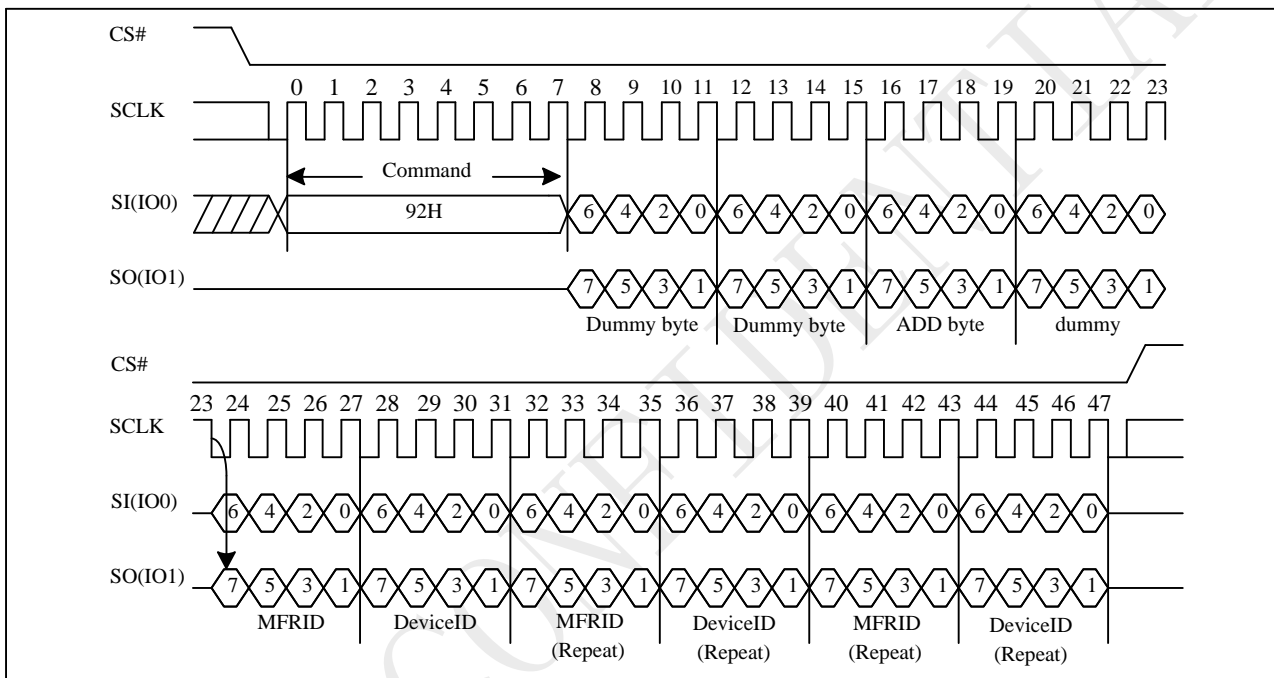 CS#
0 1 2 3 4 5 6 7 8 9 10 11 12 13 14 15 16 17 18 19 20 21 22 23
SCLK
Command
SI(IO0)
92H
6 4 2 0 6 4 2 0 6 4 2 0 6 4 2 0
SO(IO1)
7 5 3 1 7 5 3 1 7 5 3 1 7 5 3 1
Dummy byte Dummy byte ADD byte dummy
CS#
23 24 25 26 27 28 29 30 31 32 33 34 35 36 37 38 39 40 41 42 43 44 45 46 47
SCLK
SI(IO0)
6 4 2 0 6 4 2 0 6 4 2 0 6 4 2 0 6 4 2 0 6 4 2 0
SO(IO1)
7 5 3 1 7 5 3 1 7 5 3 1 7 5 3 1 7 5 3 1 7 5 3 1
MFRID DeviceID MFRID DeviceID MFRID DeviceID
(Repeat) (Repeat) (Repeat) (Repeat)
CONFIDENTIA